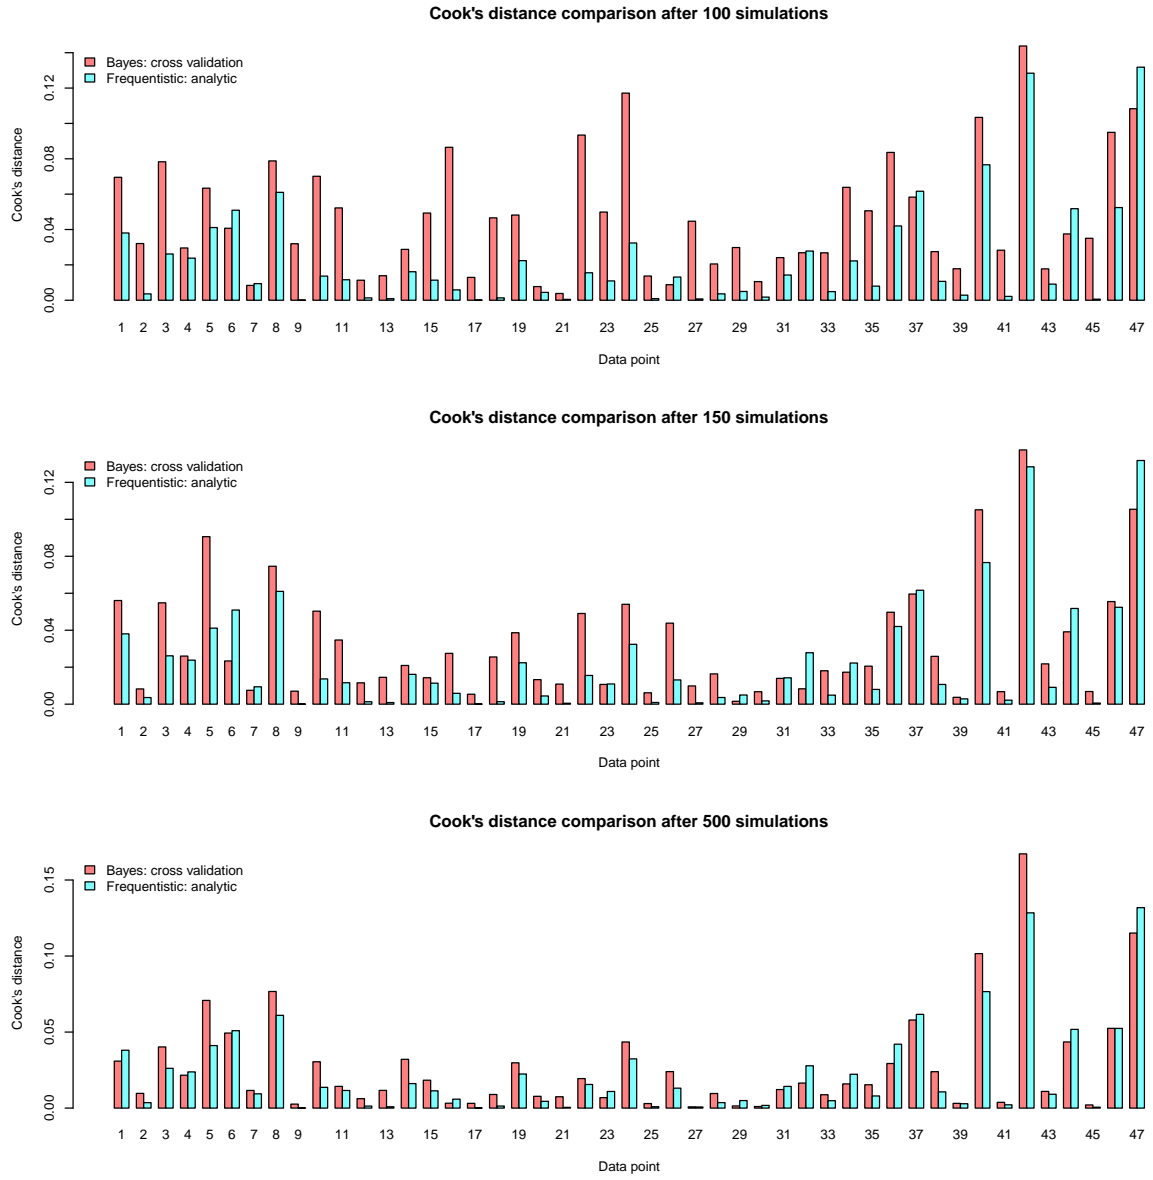 Cook's distance comparison after 100 simulations
Bayes: cross validation
Frequentistic: analytic
Cook's distance
0.00 0.04 0.08 0.12
1 2 3 4 5 6 7 8 9 11 13 15 17 19 21 23 25 27 29 31 33 35 37 39 41 43 45 47
Data point
Cook's distance comparison after 150 simulations
Bayes: cross validation
Frequentistic: analytic
Cook's distance
0.00 0.04 0.08 0.12
1 2 3 4 5 6 7 8 9 11 13 15 17 19 21 23 25 27 29 31 33 35 37 39 41 43 45 47
Data point
Cook's distance comparison after 500 simulations
Bayes: cross validation
Frequentistic: analytic
Cook's distance
0.00 0.05 0.10 0.15
1 2 3 4 5 6 7 8 9 11 13 15 17 19 21 23 25 27 29 31 33 35 37 39 41 43 45 47
Data point